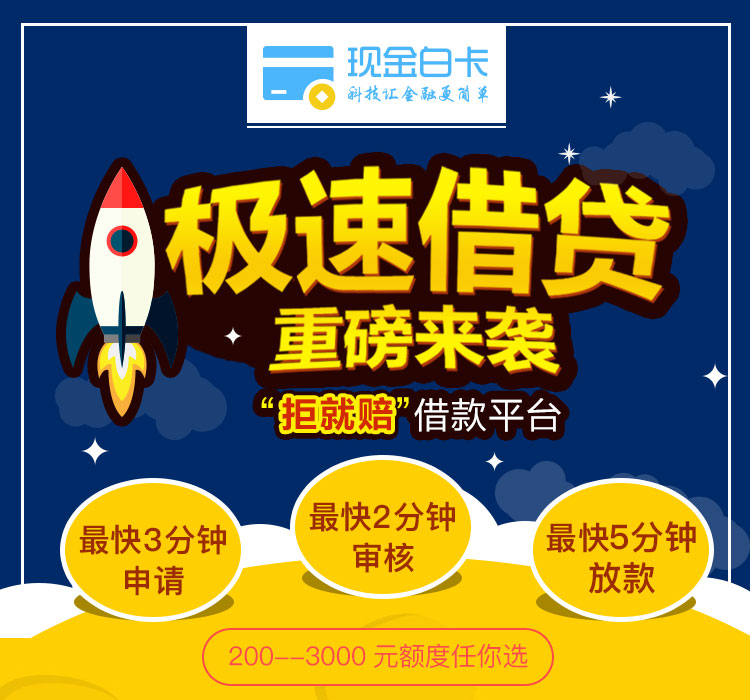 现金白卡
科技让金融更简单
极速借贷
重磅来袭
“拒就赔”借款平台
最快3分钟
申请
最快2分钟
审核
最快5分钟
放款
200--3000 元额度任你选